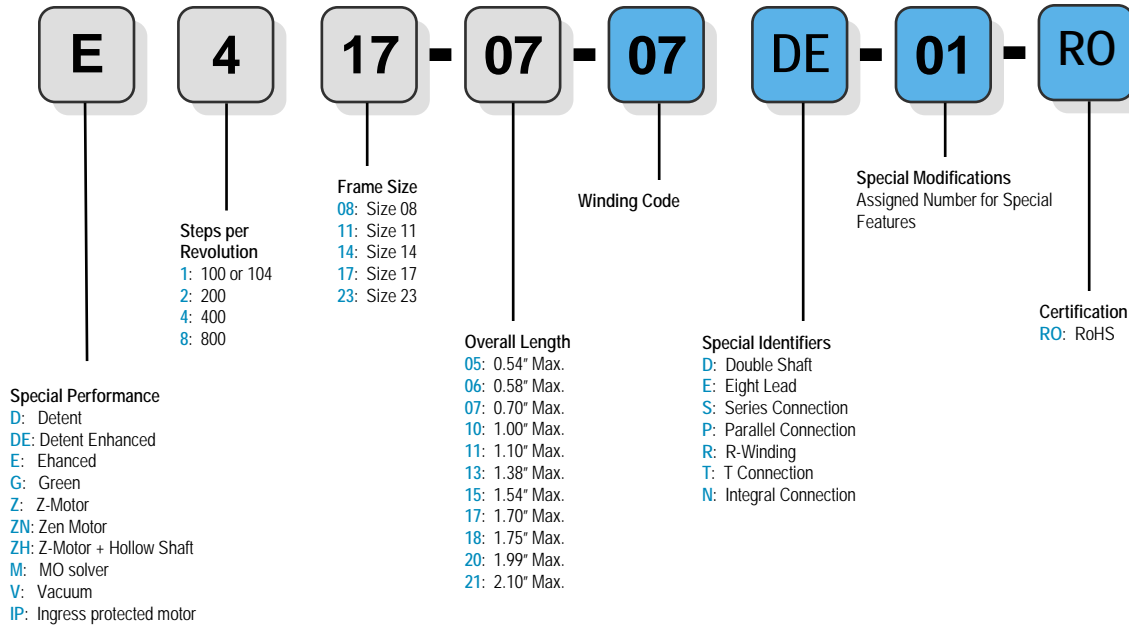 E 4 17 - 07 - 07 DE - 01 - RO
Special Performance
D: Detent
DE: Detent Enhanced
E: Ehanced
G: Green
Z: Z-Motor
ZN: Zen Motor
ZH: Z-Motor + Hollow Shaft
M: MO solver
V: Vacuum
IP: Ingress protected motor
Steps per
Revolution
1: 100 or 104
2: 200
4: 400
8: 800
Frame Size
08: Size 08
11: Size 11
14: Size 14
17: Size 17
23: Size 23
Overall Length
05: 0.54” Max.
06: 0.58” Max.
07: 0.70” Max.
10: 1.00” Max.
11: 1.10” Max.
13: 1.38” Max.
15: 1.54” Max.
17: 1.70” Max.
18: 1.75” Max.
20: 1.99” Max.
21: 2.10” Max.
Winding Code
Special Identifiers
D: Double Shaft
E: Eight Lead
S: Series Connection
P: Parallel Connection
R: R-Winding
T: T Connection
N: Integral Connection
Special Modifications
Assigned Number for Special
Features
Certification
RO: RoHS